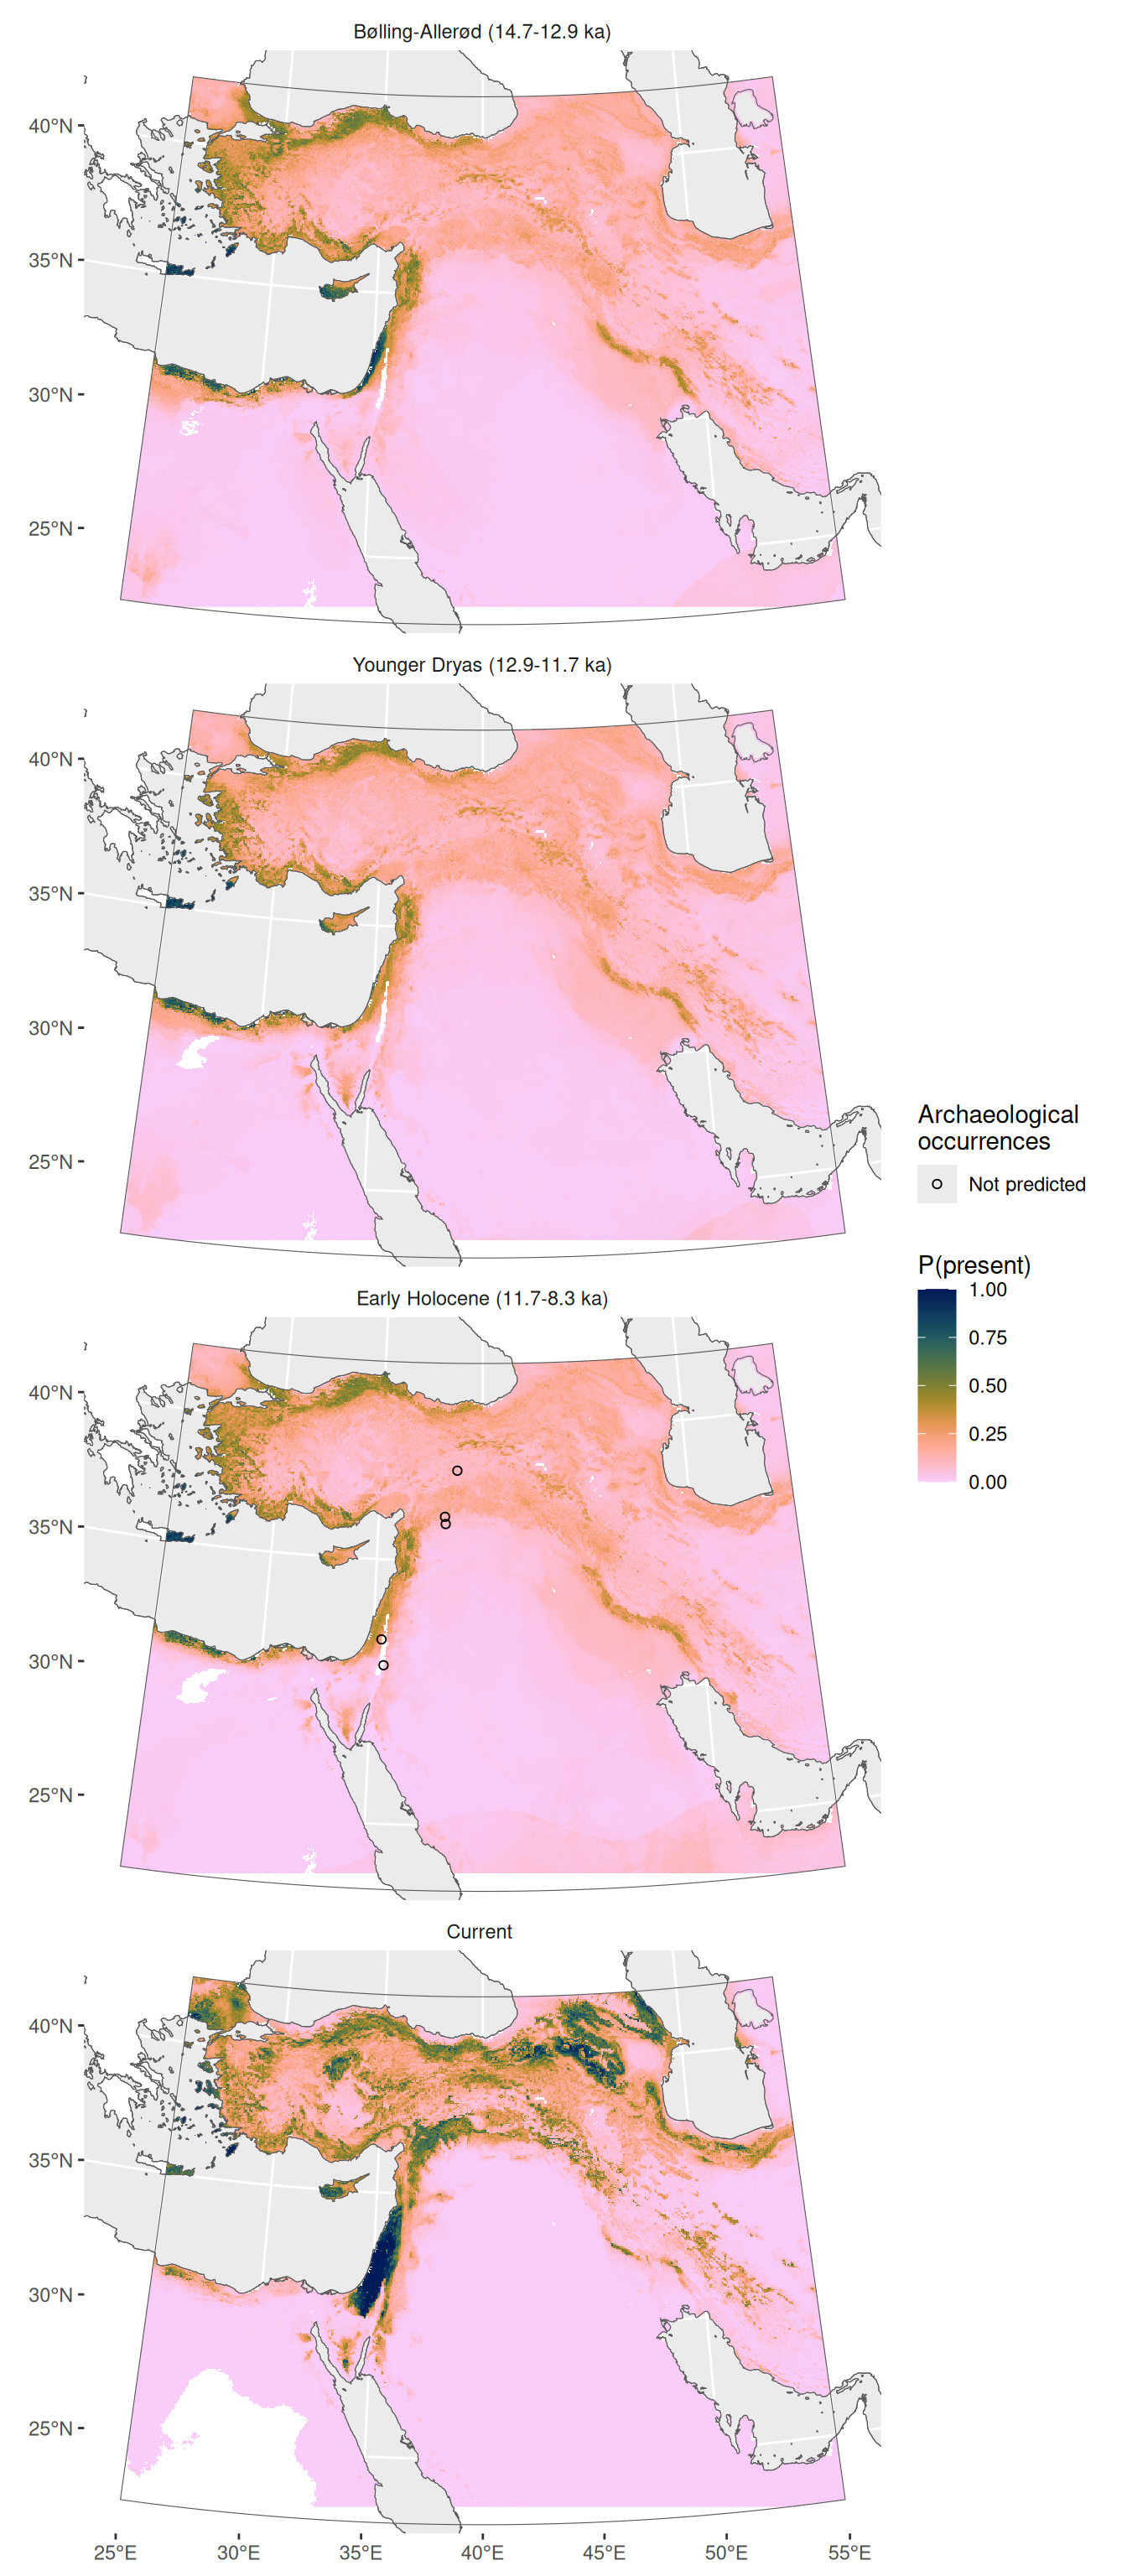 Bølling-Allerød (14.7-12.9 ka)
40°N
35°N
30°N
25°N
Younger Dryas (12.9-11.7 ka)
40°N
35°N
30°N
25°N
Archaeological
occurrences
Not predicted
P(present)
1.00
0.75
0.50
0.25
0.00
Early Holocene (11.7-8.3 ka)
40°N
35°N
30°N
25°N
Current
40°N
35°N
30°N
25°N
25°E 30°E 35°E 40°E 45°E 50°E 55°E